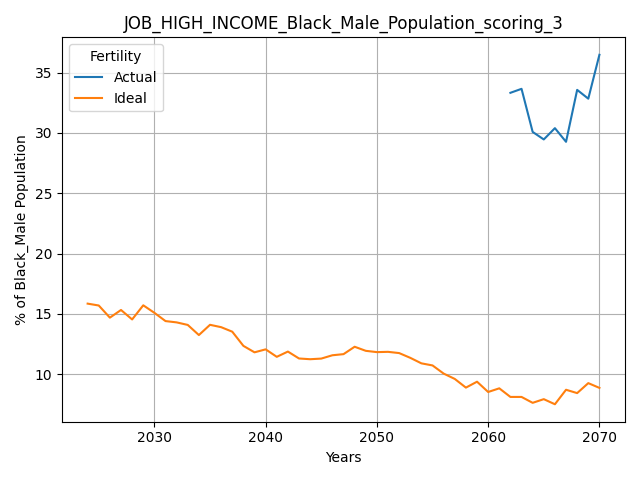 JOB_HIGH_INCOME_Black_Male_Population_scoring_3
Fertility
Actual
Ideal
% of Black_Male Population
35
30
25
20
15
10
2030
2040
2050
2060
2070
Years